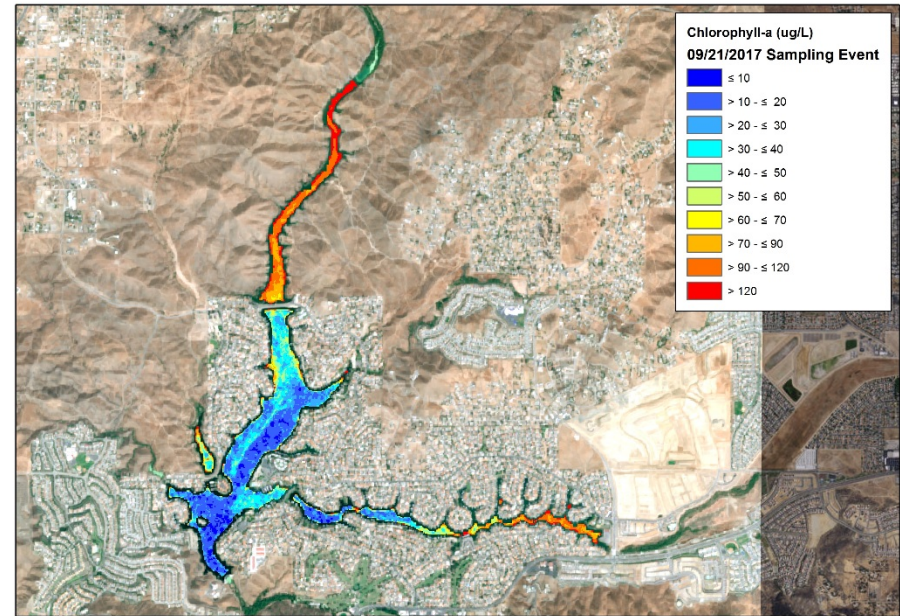 Chlorophyll-a (ug/L)
09/21/2017 Sampling Event
≤ 10
> 10 - ≤ 20
> 20 - ≤ 30
> 30 - ≤ 40
> 40 - ≤ 50
> 50 - ≤ 60
> 60 - ≤ 70
> 70 - ≤ 90
> 90 - ≤ 120
> 120